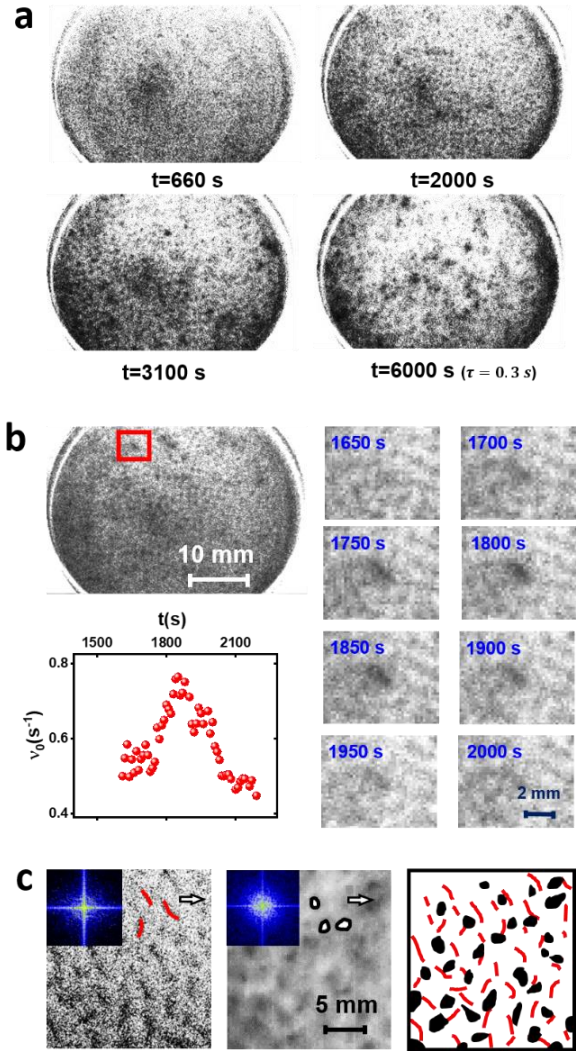 a
t=660 s
t=2000 s
t=3100 s
t=6000 s (τ = 0.3 s)
b
10 mm
t(s)
1500 1800 2100
0.8
0.6
0.4
ν₀(s⁻¹)
1650 s
1700 s
1750 s
1800 s
1850 s
1900 s
1950 s
2000 s
2 mm
c
5 mm